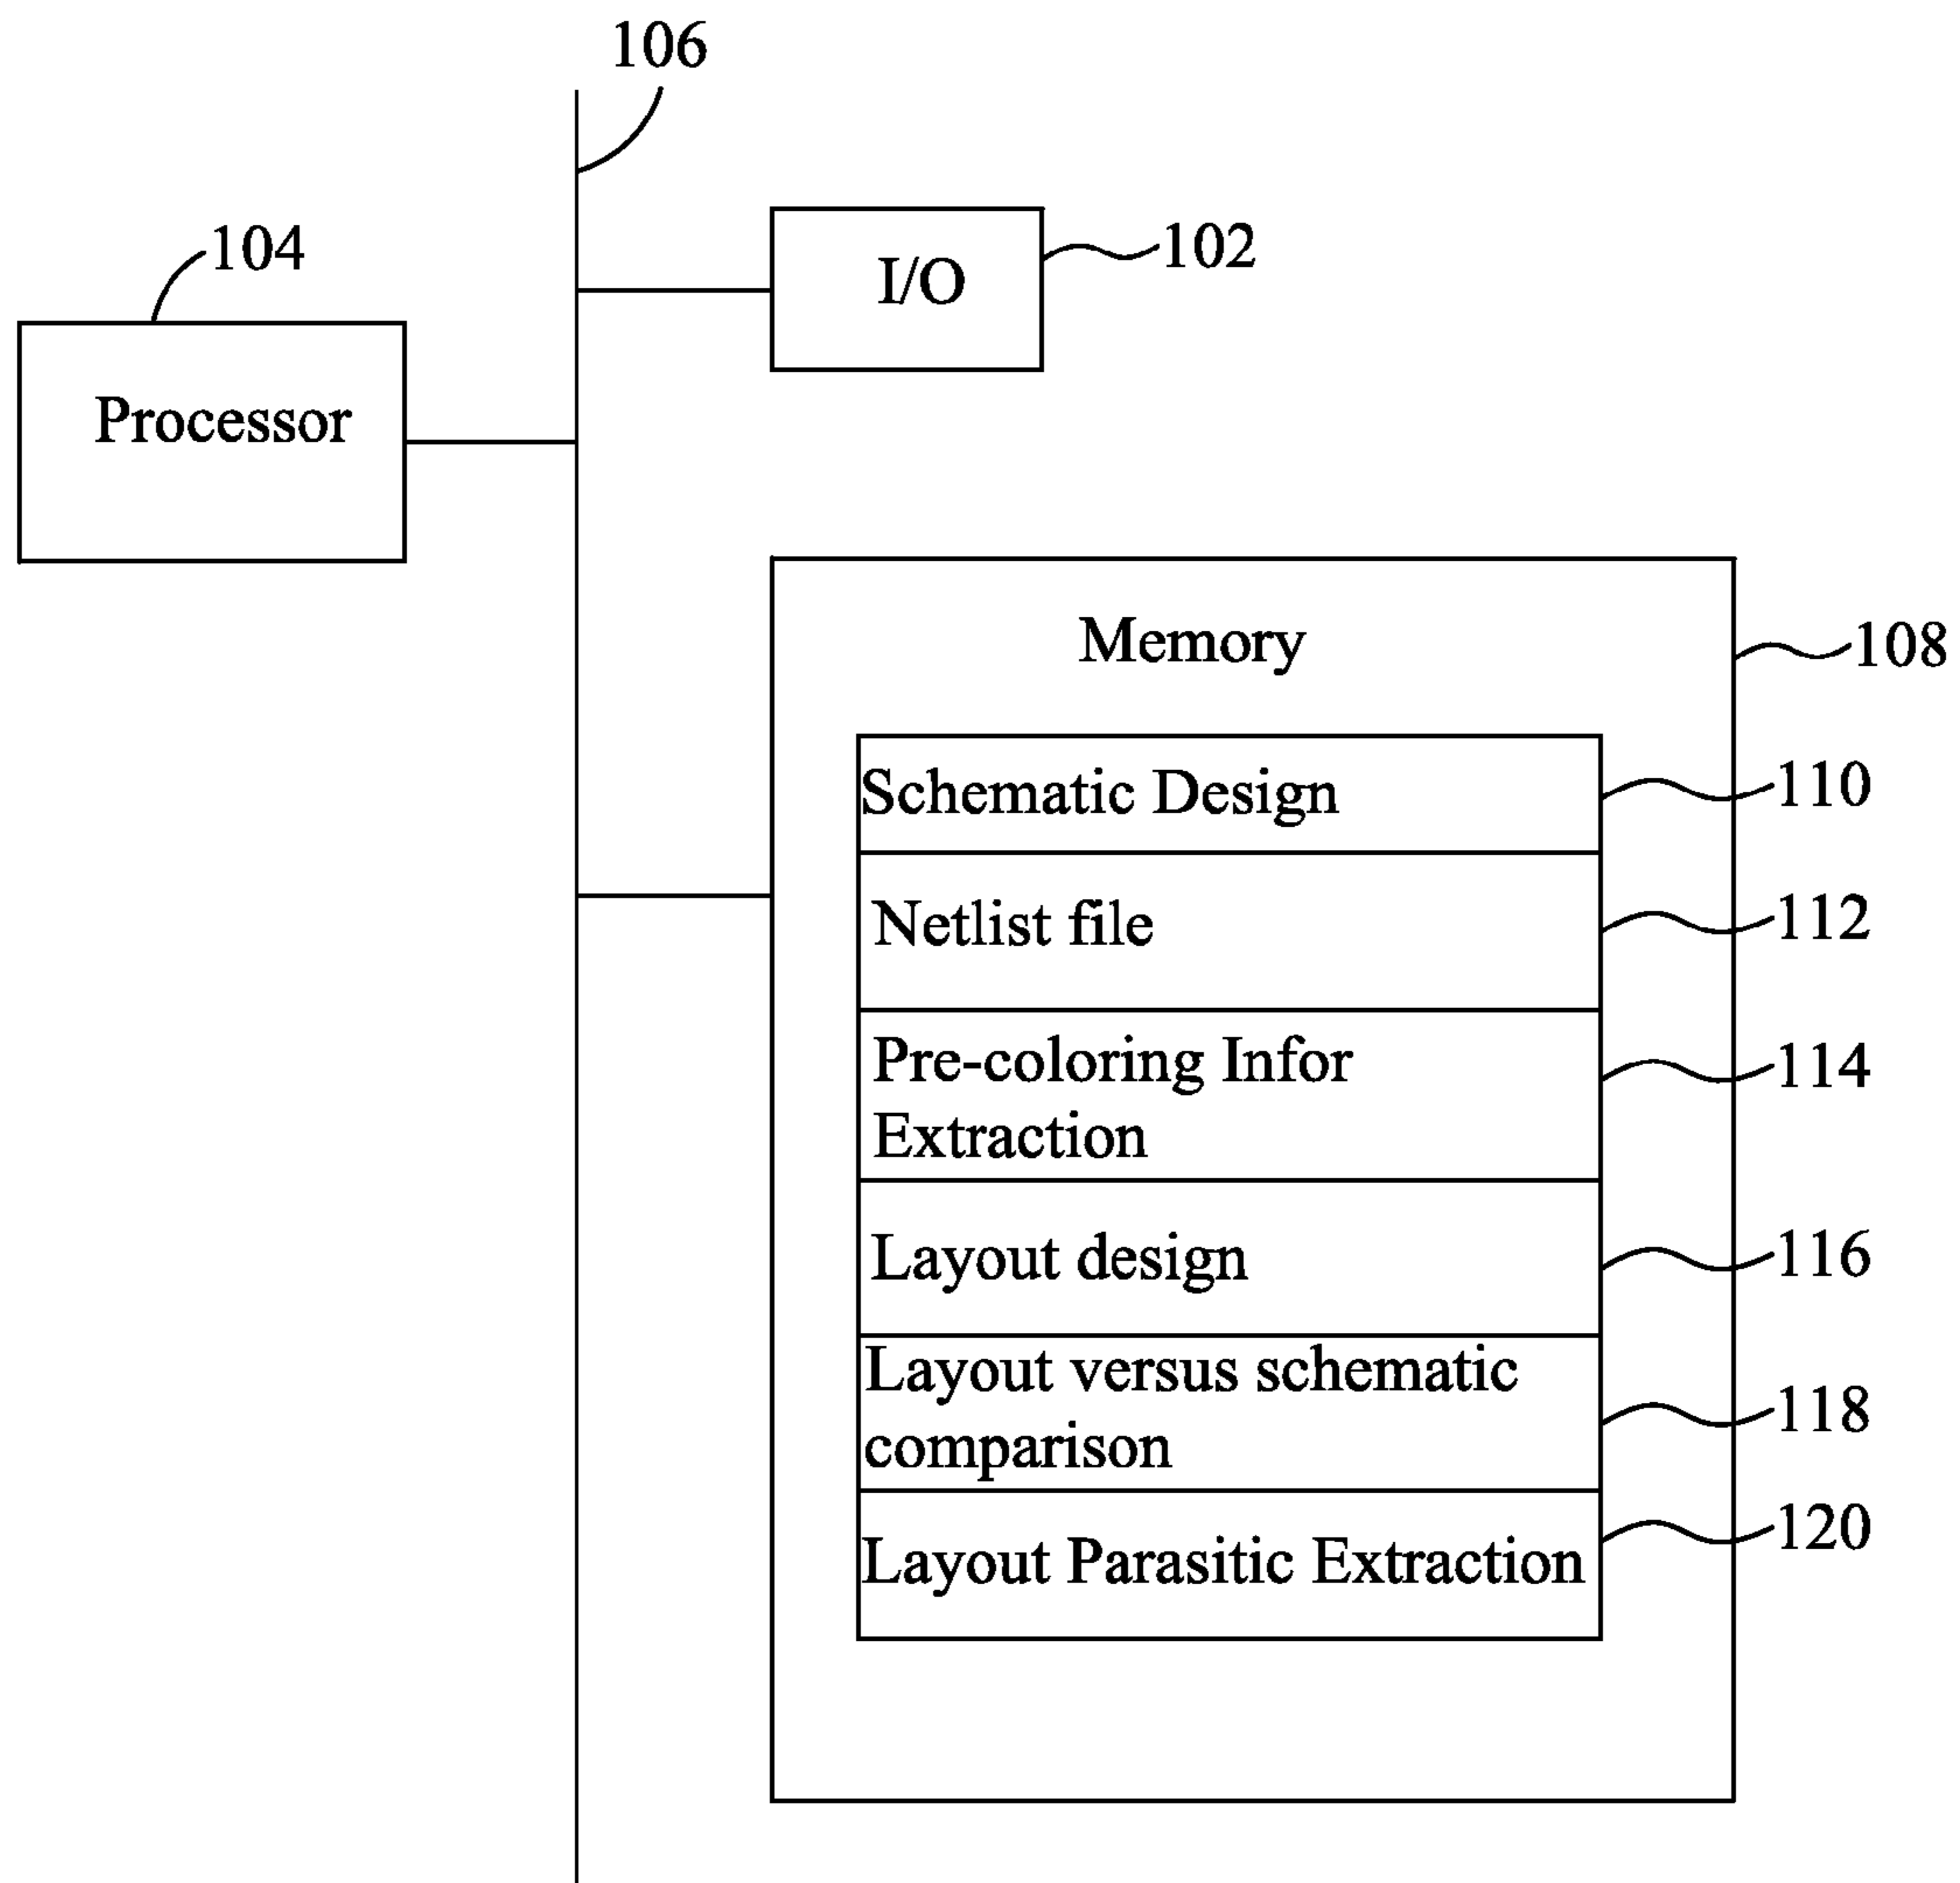 106
104
102
I/O
Processor
Memory
108
Schematic Design
110
Netlist file
112
Pre-coloring Infor
Extraction
114
Layout design
116
Layout versus schematic
comparison
118
Layout Parasitic Extraction
120